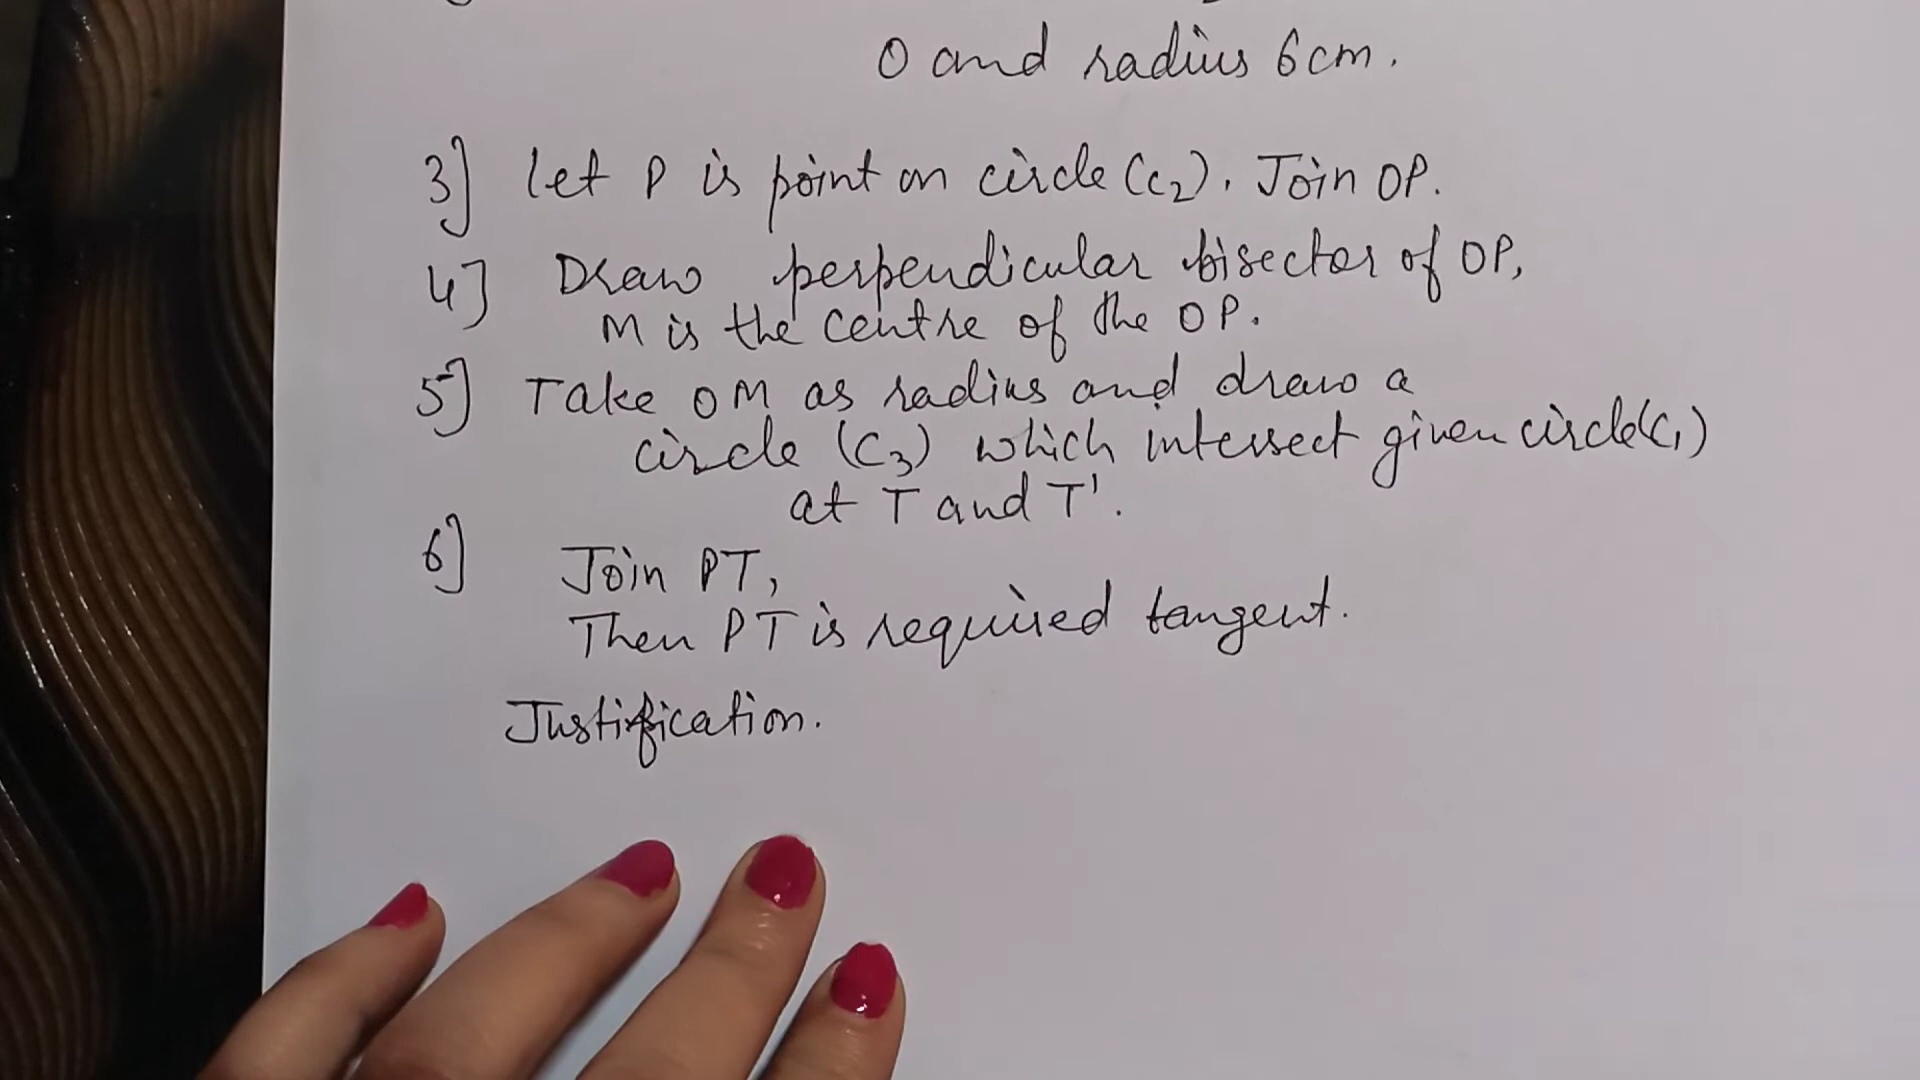 O and radius 6cm.
3] Let P is point on circle (C₂). Join OP.
4] Draw perpendicular bisector of OP,
M is the centre of the OP.
5] Take OM as radius and draw a
circle (C₃) which intersect given circle (C₁)
at T and T'.
6] Join PT,
Then PT is required tangent.
Justification.